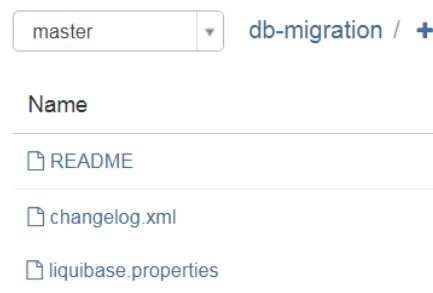 master db-migration / +
Name
README
changelog.xml
liquibase.properties